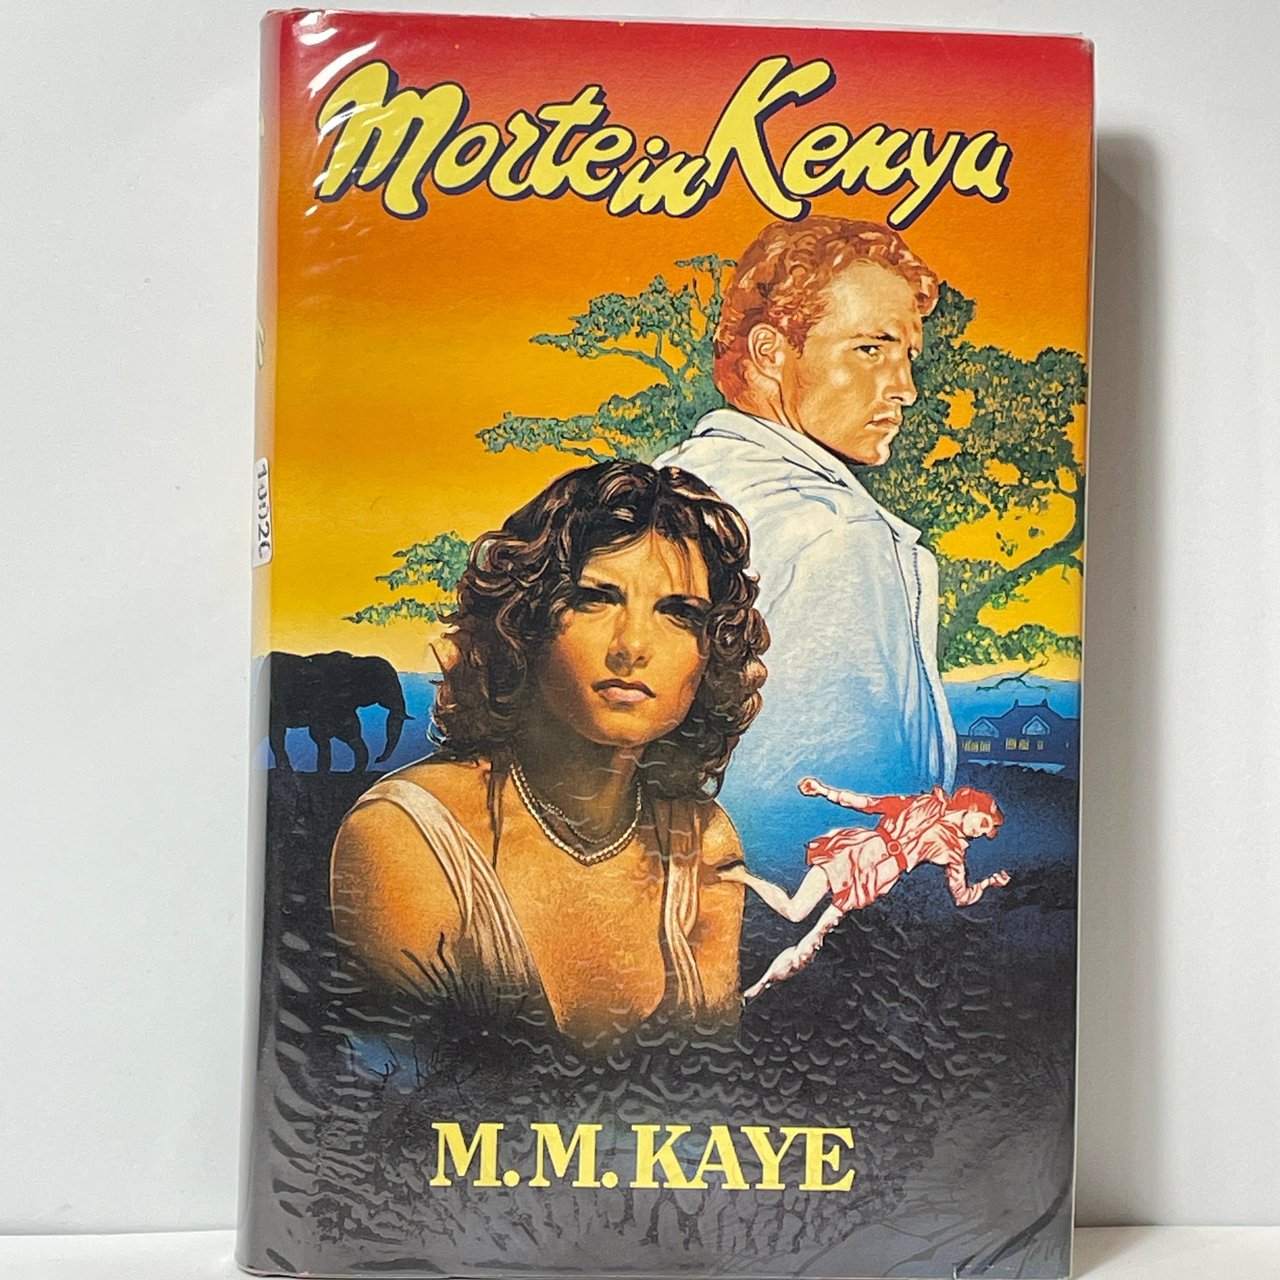 Morte in Kenya
M. M. KAYE